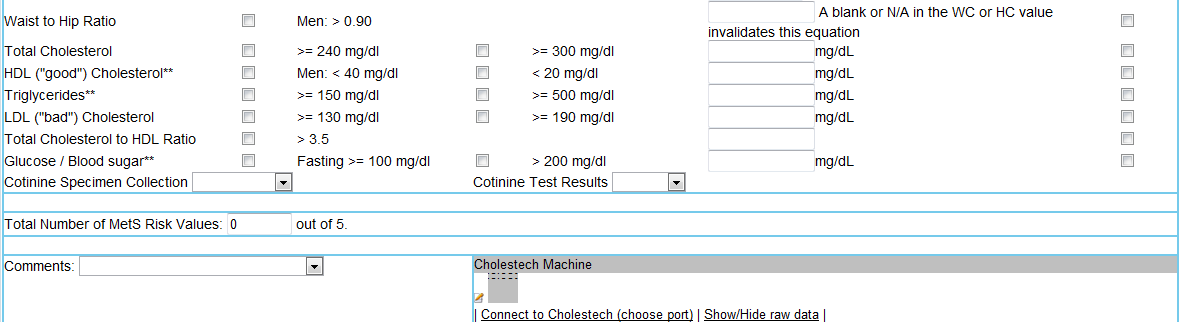 Waist to Hip Ratio Men: > 0.90 A blank or N/A in the WC or HC value
invalidates this equation
Total Cholesterol >= 240 mg/dl >= 300 mg/dl mg/dL
HDL ("good") Cholesterol** Men: < 40 mg/dl < 20 mg/dl mg/dL
Triglycerides** >= 150 mg/dl >= 500 mg/dl mg/dL
LDL ("bad") Cholesterol >= 130 mg/dl >= 190 mg/dl mg/dL
Total Cholesterol to HDL Ratio > 3.5
Glucose / Blood sugar** Fasting >= 100 mg/dl > 200 mg/dl mg/dL
Cotinine Specimen Collection Cotinine Test Results
Total Number of MetS Risk Values: 0 out of 5.
Comments: Cholestech Machine
| Connect to Cholestech (choose port) | Show/Hide raw data |